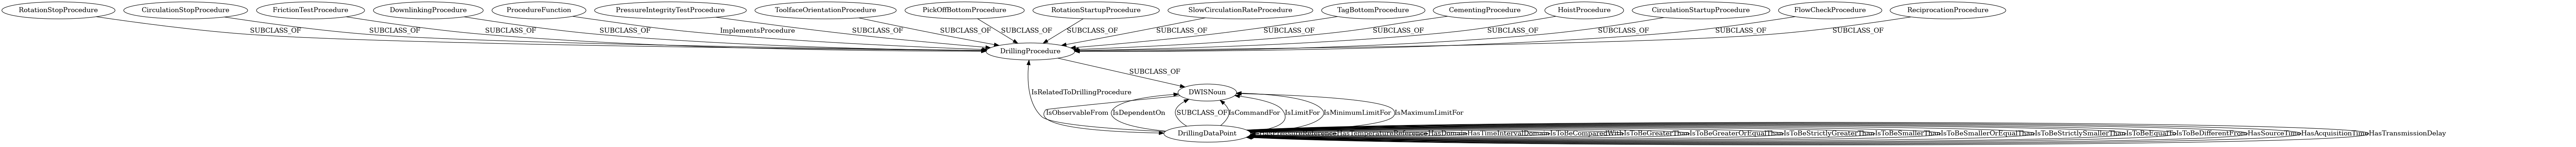 RotationStopProcedure CirculationStopProcedure FrictionTestProcedure DownlinkingProcedure ProcedureFunction PressureIntegrityTestProcedure ToolfaceOrientationProcedure PickOffBottomProcedure RotationStartupProcedure SlowCirculationRateProcedure TagBottomProcedure CementingProcedure HoistProcedure CirculationStartupProcedure FlowCheckProcedure ReciprocationProcedure
SUBCLASS_OF SUBCLASS_OF SUBCLASS_OF SUBCLASS_OF ImplementsProcedure SUBCLASS_OF SUBCLASS_OF SUBCLASS_OF SUBCLASS_OF SUBCLASS_OF SUBCLASS_OF SUBCLASS_OF SUBCLASS_OF SUBCLASS_OF SUBCLASS_OF SUBCLASS_OF
DrillingProcedure
SUBCLASS_OF
IsRelatedToDrillingProcedure DWISNoun
IsObservableFrom IsDependentOn SUBCLASS_OF IsCommandFor IsLimitFor IsMinimumLimitFor IsMaximumLimitFor
DrillingDataPoint HasPressureReference HasTemperatureReference HasDomain HasTimeIntervalDomain IsToBeComparedWith IsToBeGreaterThan IsToBeGreaterOrEqualThan IsToBeStrictlyGreaterThan IsToBeSmallerThan IsToBeSmallerOrEqualThan IsToBeStrictlySmallerThan IsToBeEqualTo IsToBeDifferentFrom HasSourceTime HasAcquisitionTime HasTransmissionDelay